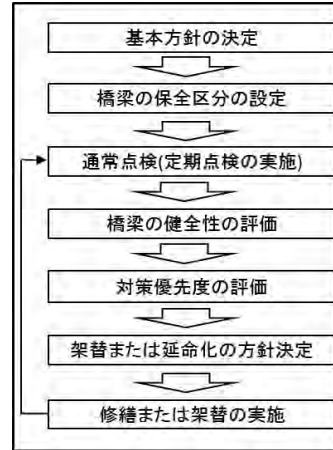 基本方針の決定
橋梁の保全区分の設定
通常点検(定期点検の実施)
橋梁の健全性の評価
対策優先度の評価
架替または延命化の方針決定
修繕または架替の実施